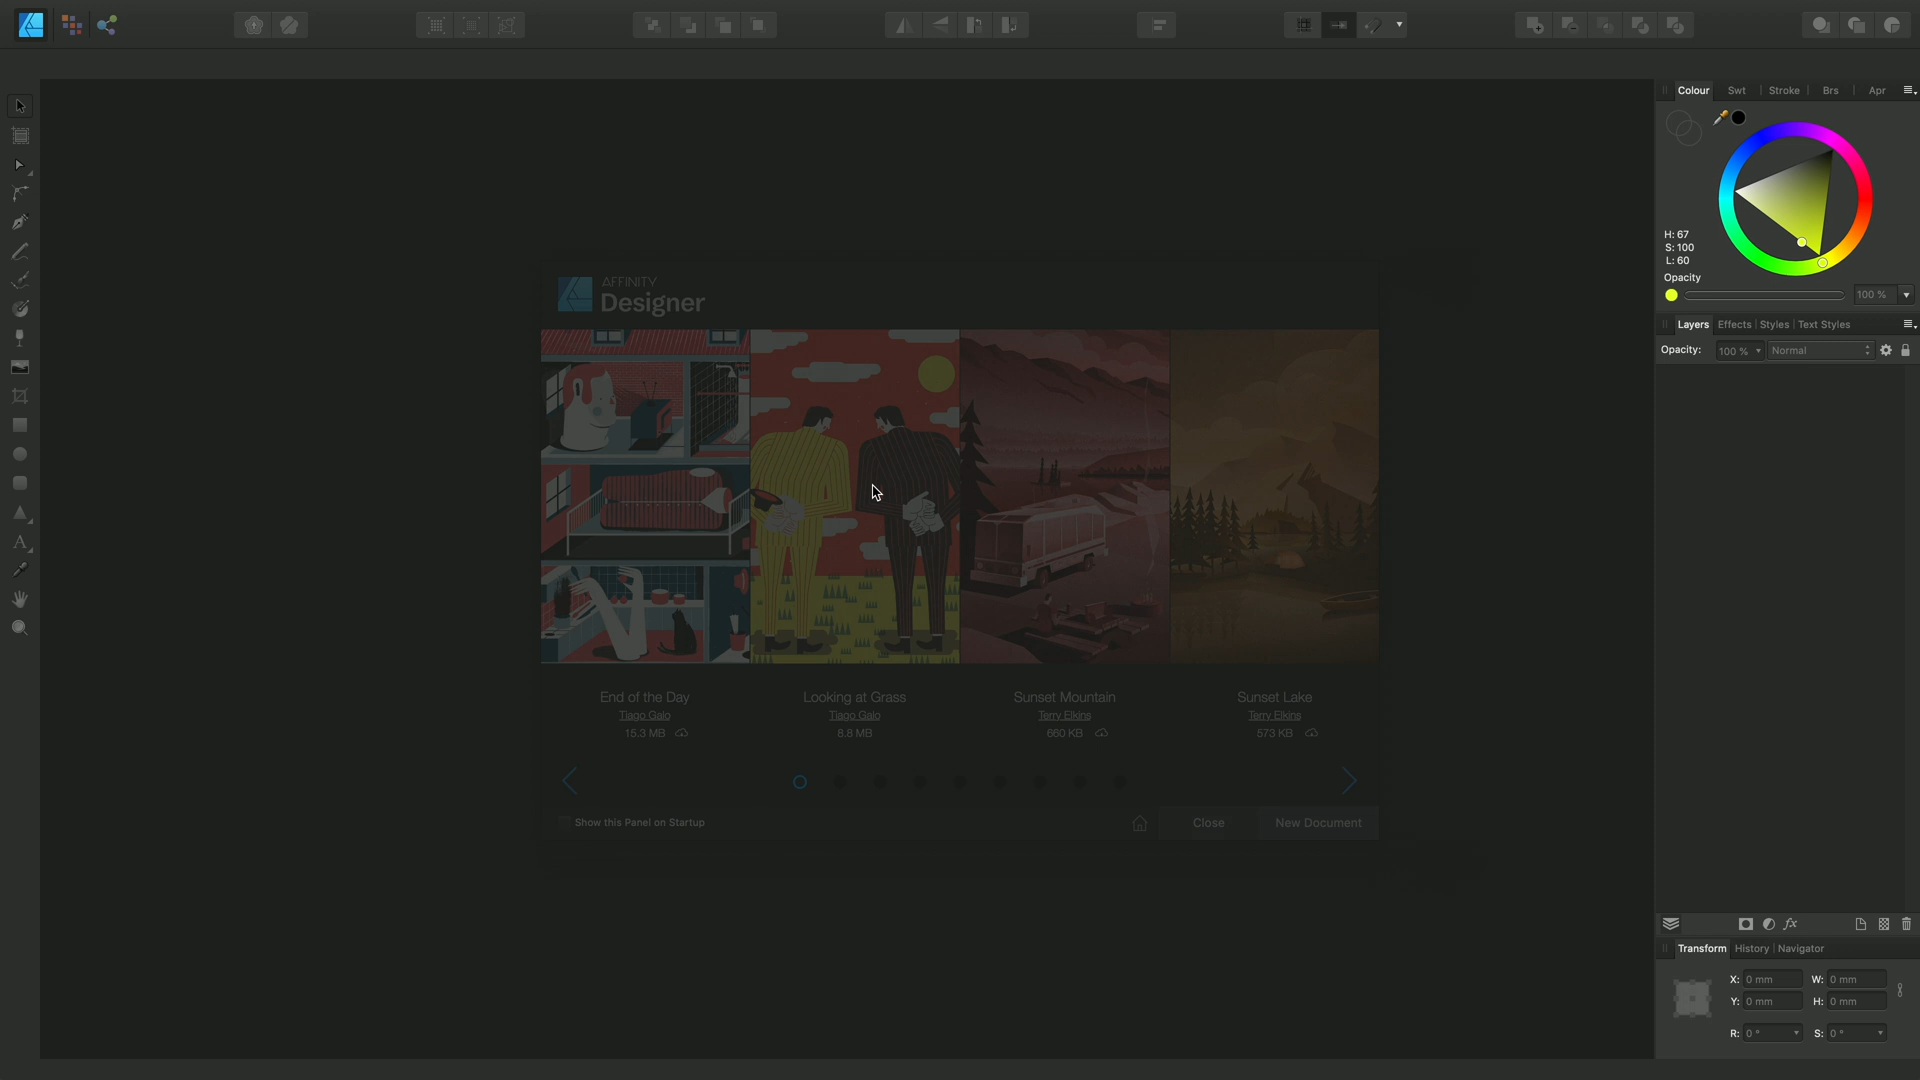 Colour Swt Stroke Brs Apr
H: 67
S: 100
L: 60
Opacity
100 %
Layers Effects Styles Text Styles
Opacity: 100 % Normal
AFFINITY
Designer
End of the Day
Tiago Galo
15.3 MB
Looking at Grass
Tiago Galo
8.8 MB
Sunset Mountain
Terry Elkins
660 KB
Sunset Lake
Terry Elkins
573 KB
Show this Panel on Startup
Close
New Document
fx
Transform History Navigator
X: 0 mm W: 0 mm
Y: 0 mm H: 0 mm
R: 0 ° S: 0 °